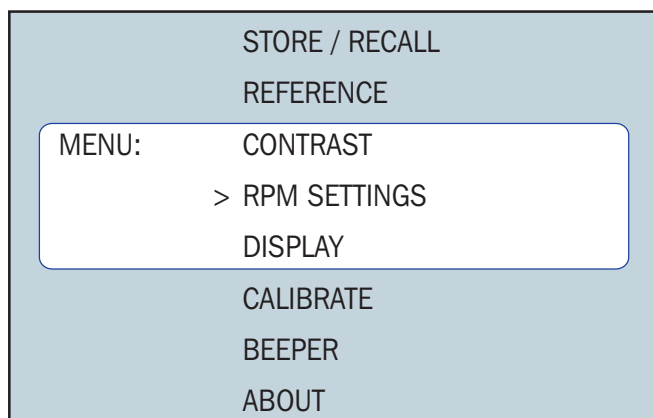 STORE / RECALL
REFERENCE
MENU: CONTRAST
> RPM SETTINGS
DISPLAY
CALIBRATE
BEEPER
ABOUT